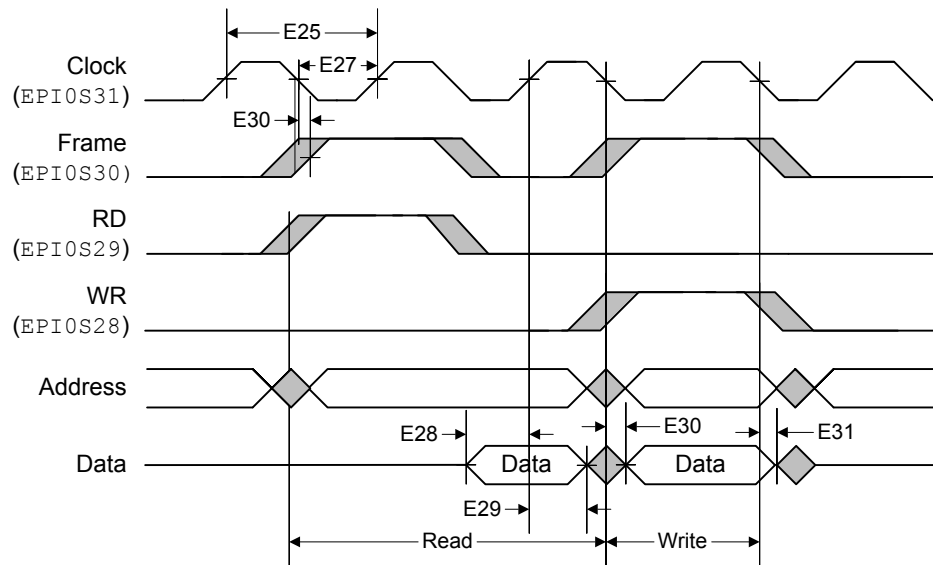 E25
Clock
E27
(EPI0S31)
E30
Frame
(EPI0S30)
RD
(EPI0S29)
WR
(EPI0S28)
Address
E28
E30
E31
Data
Data
Data
E29
Read
Write